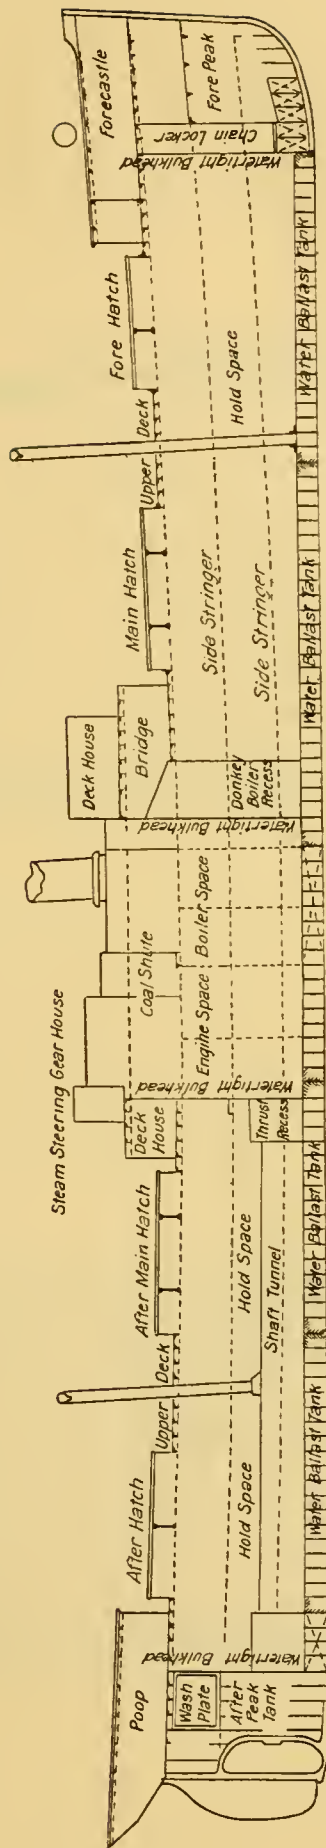 Poop
Wash
Plate
After
Peak
Tank
Watertight
Bulkhead
After Hatch
Upper Deck
After Main Hatch
Hold Space
Hold Space
Shaft Tunnel
Water Ballast Tank
Water Ballast Tank
Steam Steering Gear House
Deck
House
Thrust
Recess
Watertight Bulkhead
Coal Shute
Engine Space
Boiler Space
Watertight Bulkhead
Deck House
Bridge
Donkey
Boiler
Recess
Main Hatch
Upper Deck
Fore Hatch
Side Stringer
Side Stringer
Hold Space
Water Ballast Tank
Water Ballast Tank
Watertight Bulkhead
Chain Locker
Forecastle
Fore Peak